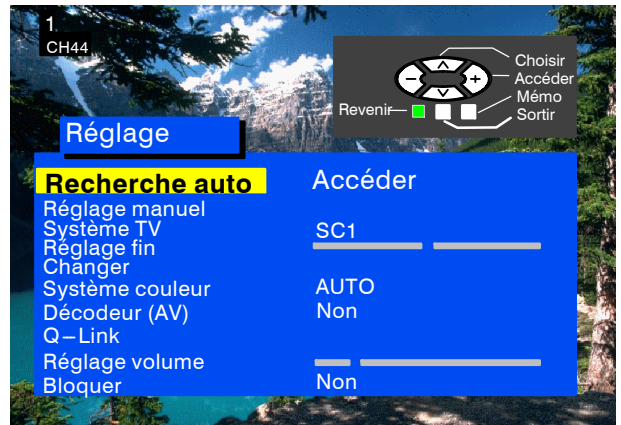 1
CH44
Choisir
Accéder
Mémo
Revenir
Sortir
Réglage
Recherche auto Accéder
Réglage manuel
Système TV SC1
Réglage fin
Changer
Système couleur AUTO
Décodeur (AV) Non
Q–Link
Réglage volume
Bloquer Non